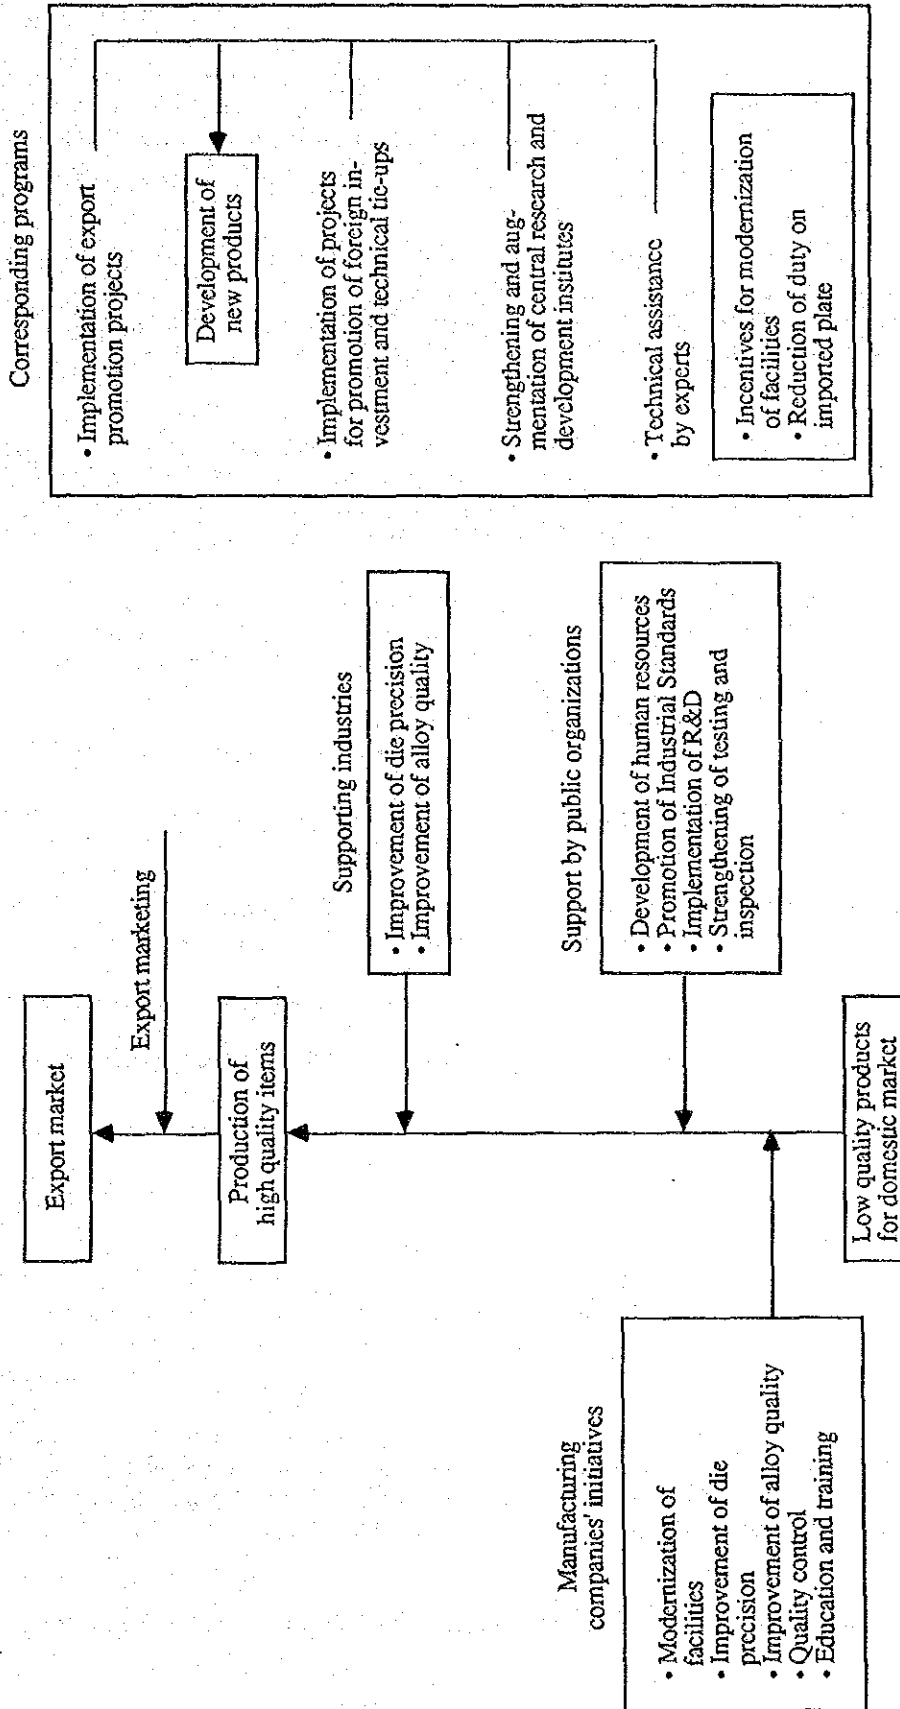 Manufacturing
companies' initiatives
• Modernization of
facilities
• Improvement of die
precision
• Improvement of alloy quality
• Quality control
• Education and training
Export market
Export marketing
Production of
high quality items
Low quality products
for domestic market
Supporting industries
• Improvement of die precision
• Improvement of alloy quality
Support by public organizations
• Development of human resources
• Promotion of Industrial Standards
• Implementation of R&D
• Strengthening of testing and
inspection
Corresponding programs
• Implementation of export
promotion projects
Development of
new products
• Implementation of projects
for promotion of foreign in-
vestment and technical tie-ups
• Strengthening and aug-
mentation of central research and
development institutes
• Technical assistance
by experts
• Incentives for modernization
of facilities
• Reduction of duty on
imported plate